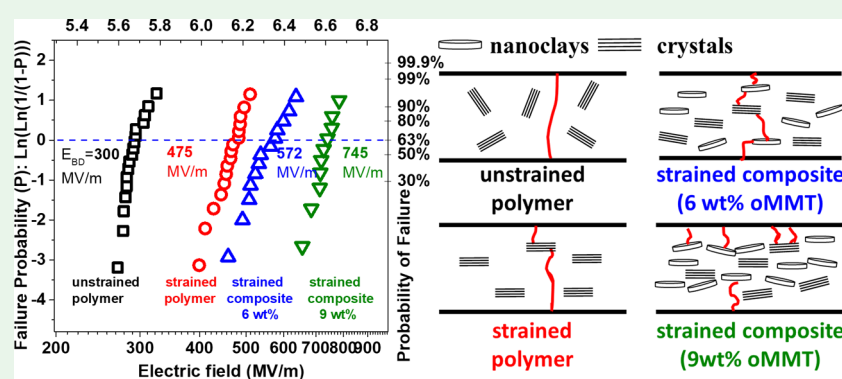 5.4 5.6 5.8 6.0 6.2 6.4 6.6 6.8
Failure Probability (P): Ln(Ln(1/(1-P)))
2
1
0
-1
-2
-3
-4
E_BD=300
MV/m
475
MV/m
572
MV/m
745
MV/m
unstrained
polymer
strained
polymer
strained
composite
6 wt%
strained
composite
9 wt%
200 300 400 500 600 700 800 900
Electric field (MV/m)
99.9%
99%
90%
80%
63%
50%
30%
Probability of Failure
nanoclays crystals
unstrained
polymer
strained composite
(6 wt% oMMT)
strained
polymer
strained composite
(9wt% oMMT)